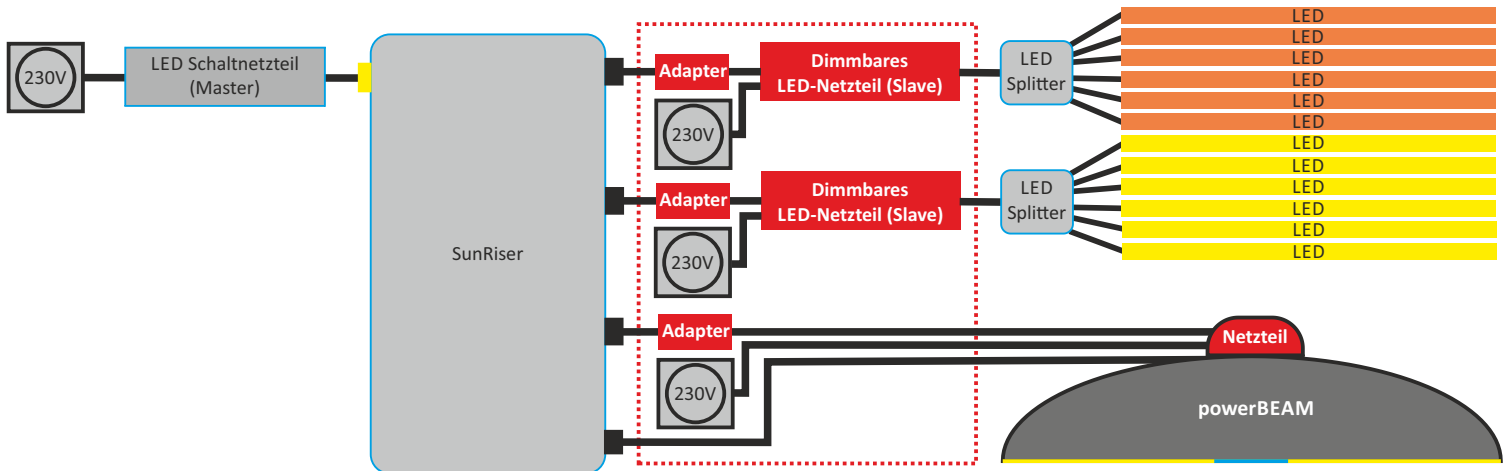 230V
LED Schaltnetzteil
(Master)
SunRiser
Adapter
Dimmbares
LED-Netzteil (Slave)
230V
LED
Splitter
LED
LED
LED
LED
LED
LED
Adapter
Dimmbares
LED-Netzteil (Slave)
230V
LED
Splitter
LED
LED
LED
LED
LED
LED
Adapter
230V
Netzteil
powerBEAM